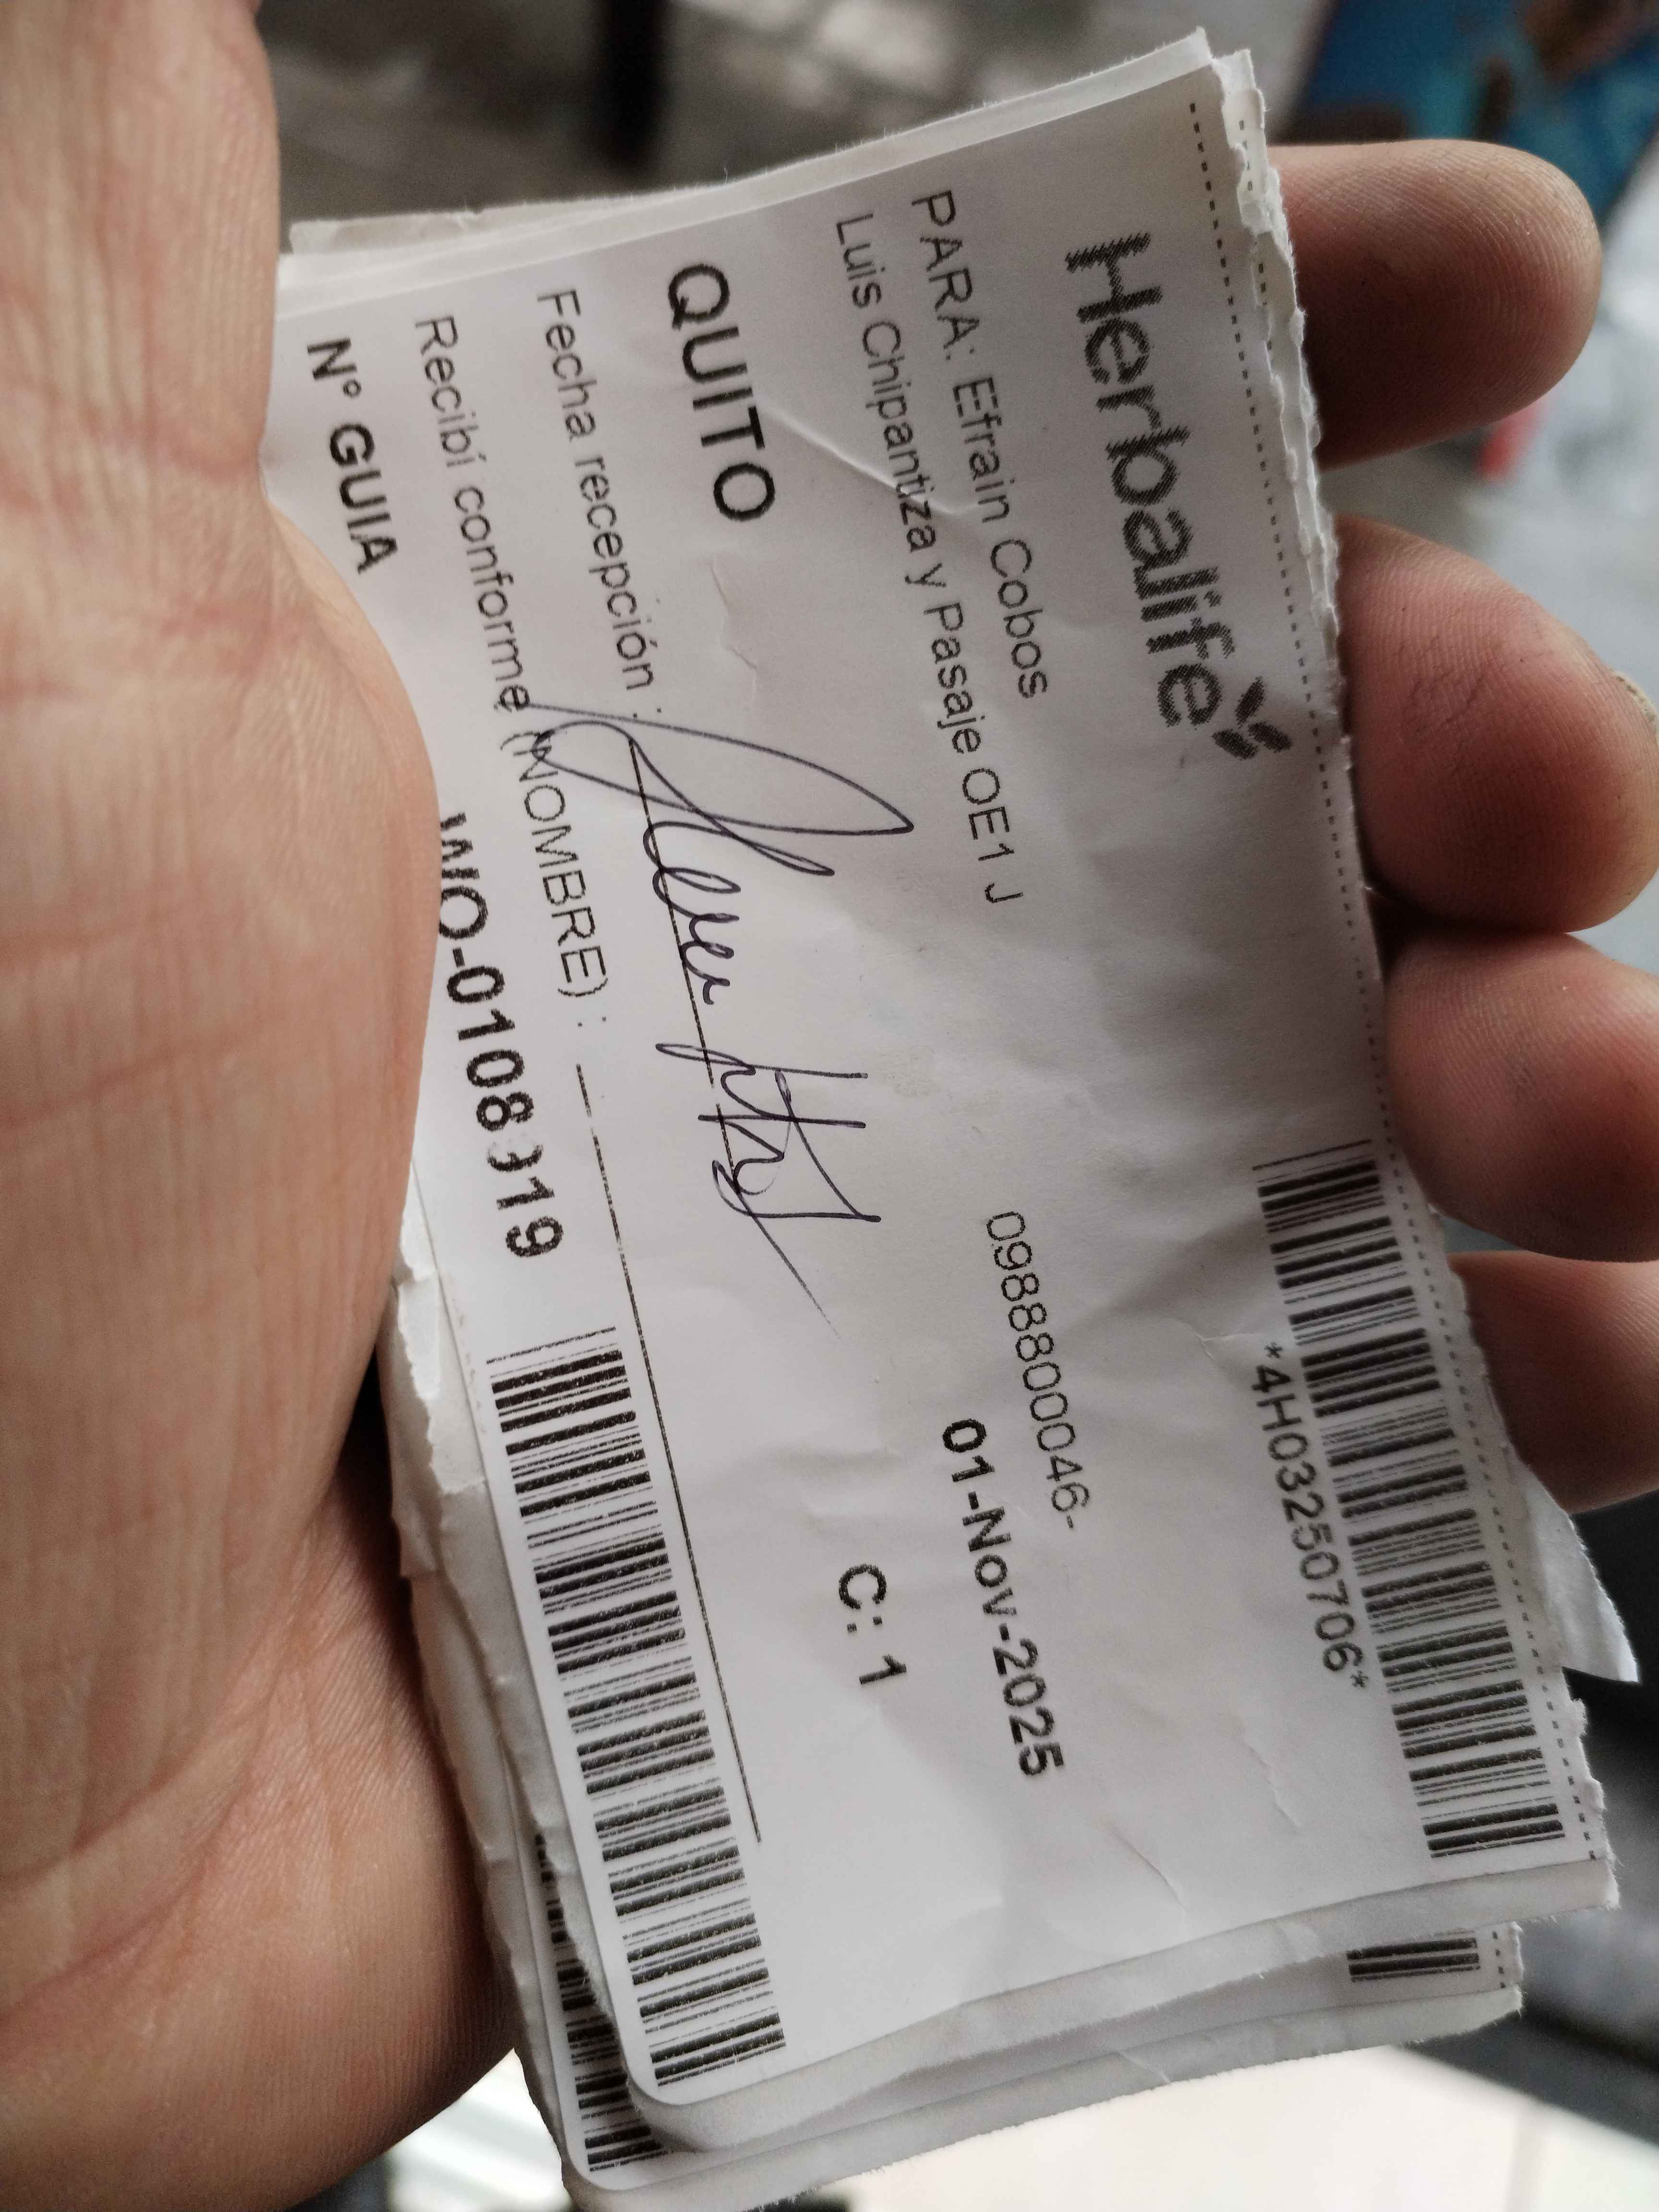 Herbalife
*4H03250706*
PARA: Efrain Cobos
0988800046-
Luis Chipantiza y Pasaje OE1 J
01-Nov-2025
QUITO
C: 1
Fecha recepción :
Recibí conforme (NOMBRE) :
N° GUIA